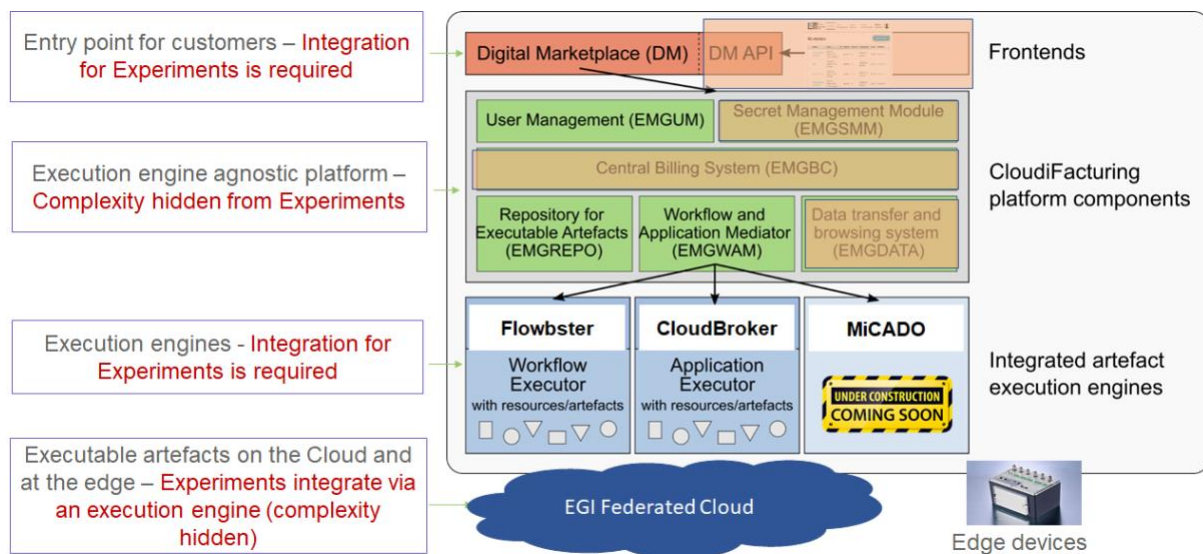 Entry point for customers – Integration
for Experiments is required
Digital Marketplace (DM)
DM API
Frontends
User Management (EMGUM)
Secret Management Module
(EMGSMM)
Execution engine agnostic platform –
Complexity hidden from Experiments
Central Billing System (EMGBC)
CloudiFacturing
platform components
Repository for
Executable Artefacts
(EMGREPO)
Workflow and
Application Mediator
(EMGWAM)
Data transfer and
browsing system
(EMGDATA)
Execution engines - Integration for
Experiments is required
Flowbster
Workflow
Executor
with resources/artefacts
CloudBroker
Application
Executor
with resources/artefacts
MiCADO
UNDER CONSTRUCTION
COMING SOON
Integrated artefact
execution engines
Executable artefacts on the Cloud and
at the edge – Experiments integrate via
an execution engine (complexity
hidden)
EGI Federated Cloud
Edge devices